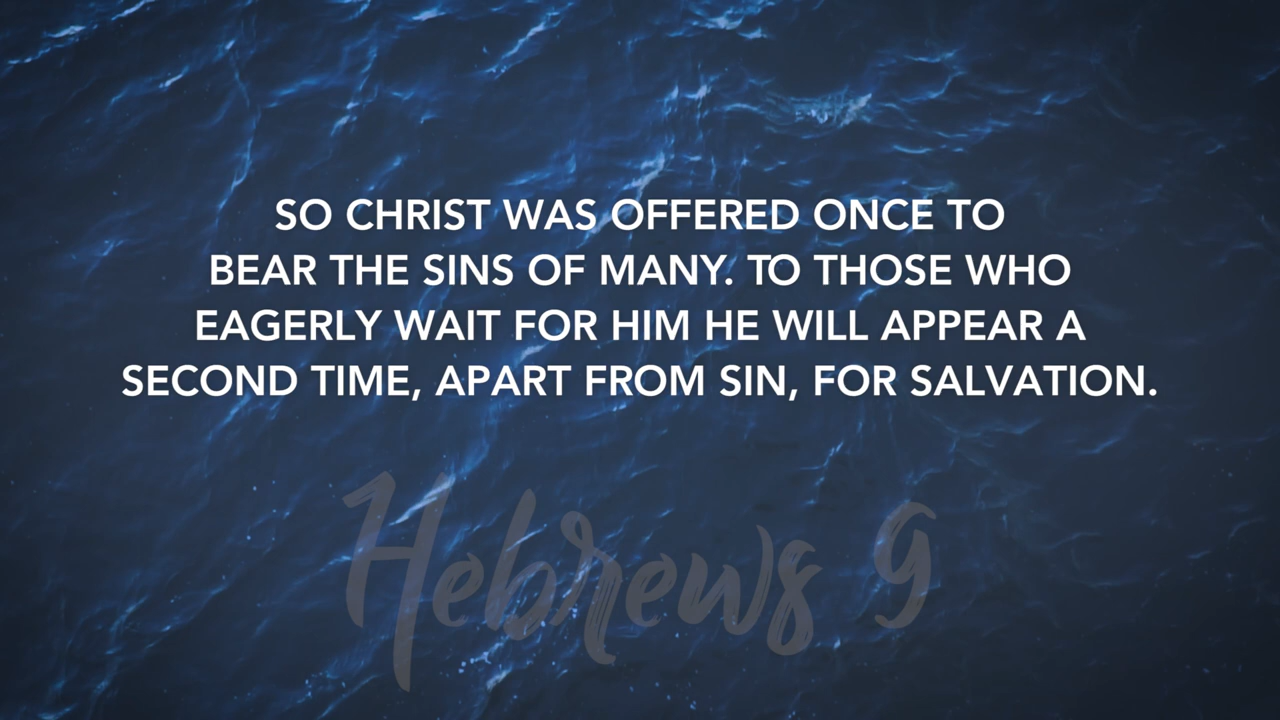 SO CHRIST WAS OFFERED ONCE TO
BEAR THE SINS OF MANY. TO THOSE WHO
EAGERLY WAIT FOR HIM HE WILL APPEAR A
SECOND TIME, APART FROM SIN, FOR SALVATION.
Hebrews 9